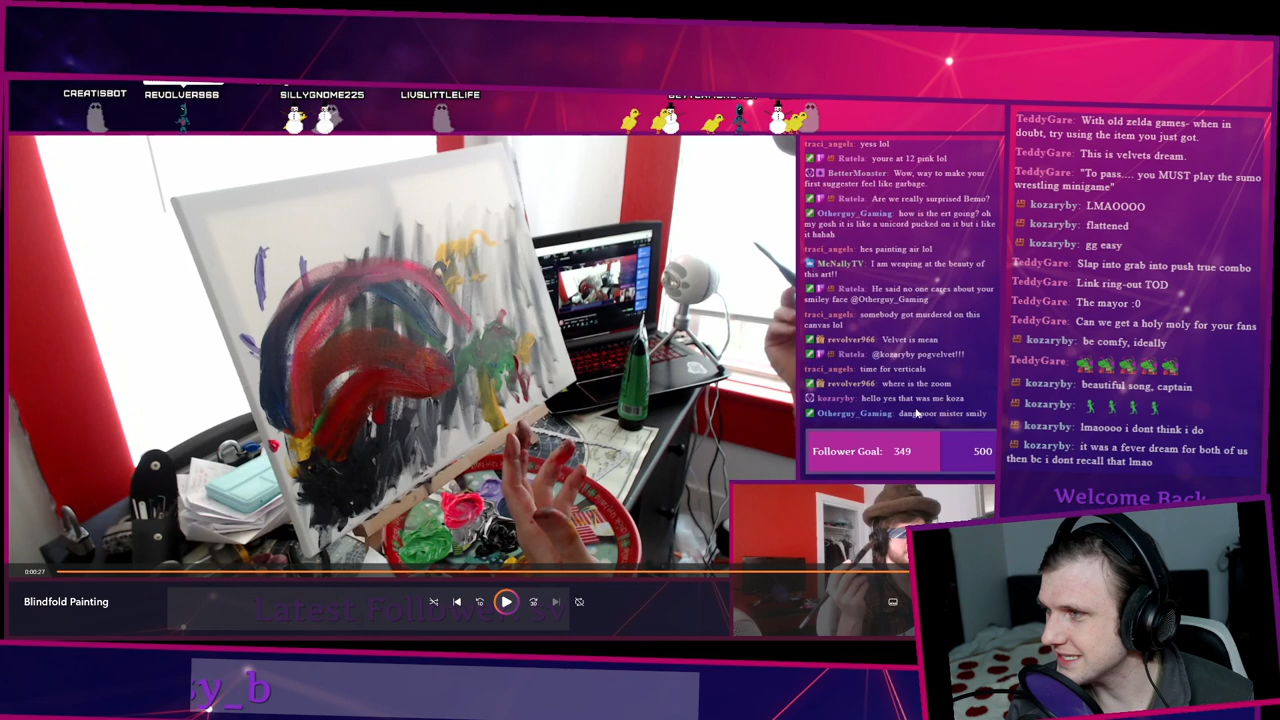 CREATISBOT
REVOLVER966
SILLYGNOME225
LIVSLITTLELIFE
traci_angels: yess lol
Rutela: youre at 12 pink lol
BetterMonster: Wow, way to make your
first suggester feel like garbage.
Rutela: Are we really surprised Bemo?
Otherguy_Gaming: how is the ert going? oh
my gosh it is like a unicord pucked on it but i like
it hahah
traci_angels: hes painting air lol
McNallyTV: I am weaping at the beauty of
this art!!
Rutela: He said no one cares about your
smiley face @Otherguy_Gaming
traci_angels: somebody got murdered on this
canvas lol
revolver966: Velvet is mean
Rutela: @kozaryby pogvelvet!!!
traci_angels: time for verticals
revolver966: where is the zoom
kozaryby: hello yes that was me koza
Otherguy_Gaming: dang poor mister smily
Follower Goal: 349 500
TeddyGare: With old zelda games- when in
doubt, try using the item you just got.
TeddyGare: This is velvets dream.
TeddyGare: "To pass.... you MUST play the sumo
wrestling minigame"
kozaryby: LMAOOOO
kozaryby: flattened
kozaryby: gg easy
TeddyGare: Slap into grab into push true combo
TeddyGare: Link ring-out TOD
TeddyGare: The mayor :0
TeddyGare: Can we get a holy moly for your fans
kozaryby: be comfy, ideally
TeddyGare:
kozaryby: beautiful song, captain
kozaryby:
kozaryby: lmaoooo i dont think i do
kozaryby: it was a fever dream for both of us
then bc i dont recall that lmao
Welcome Back
0:00:27
Blindfold Painting
Latest Follower: sy
10
30
sy_b